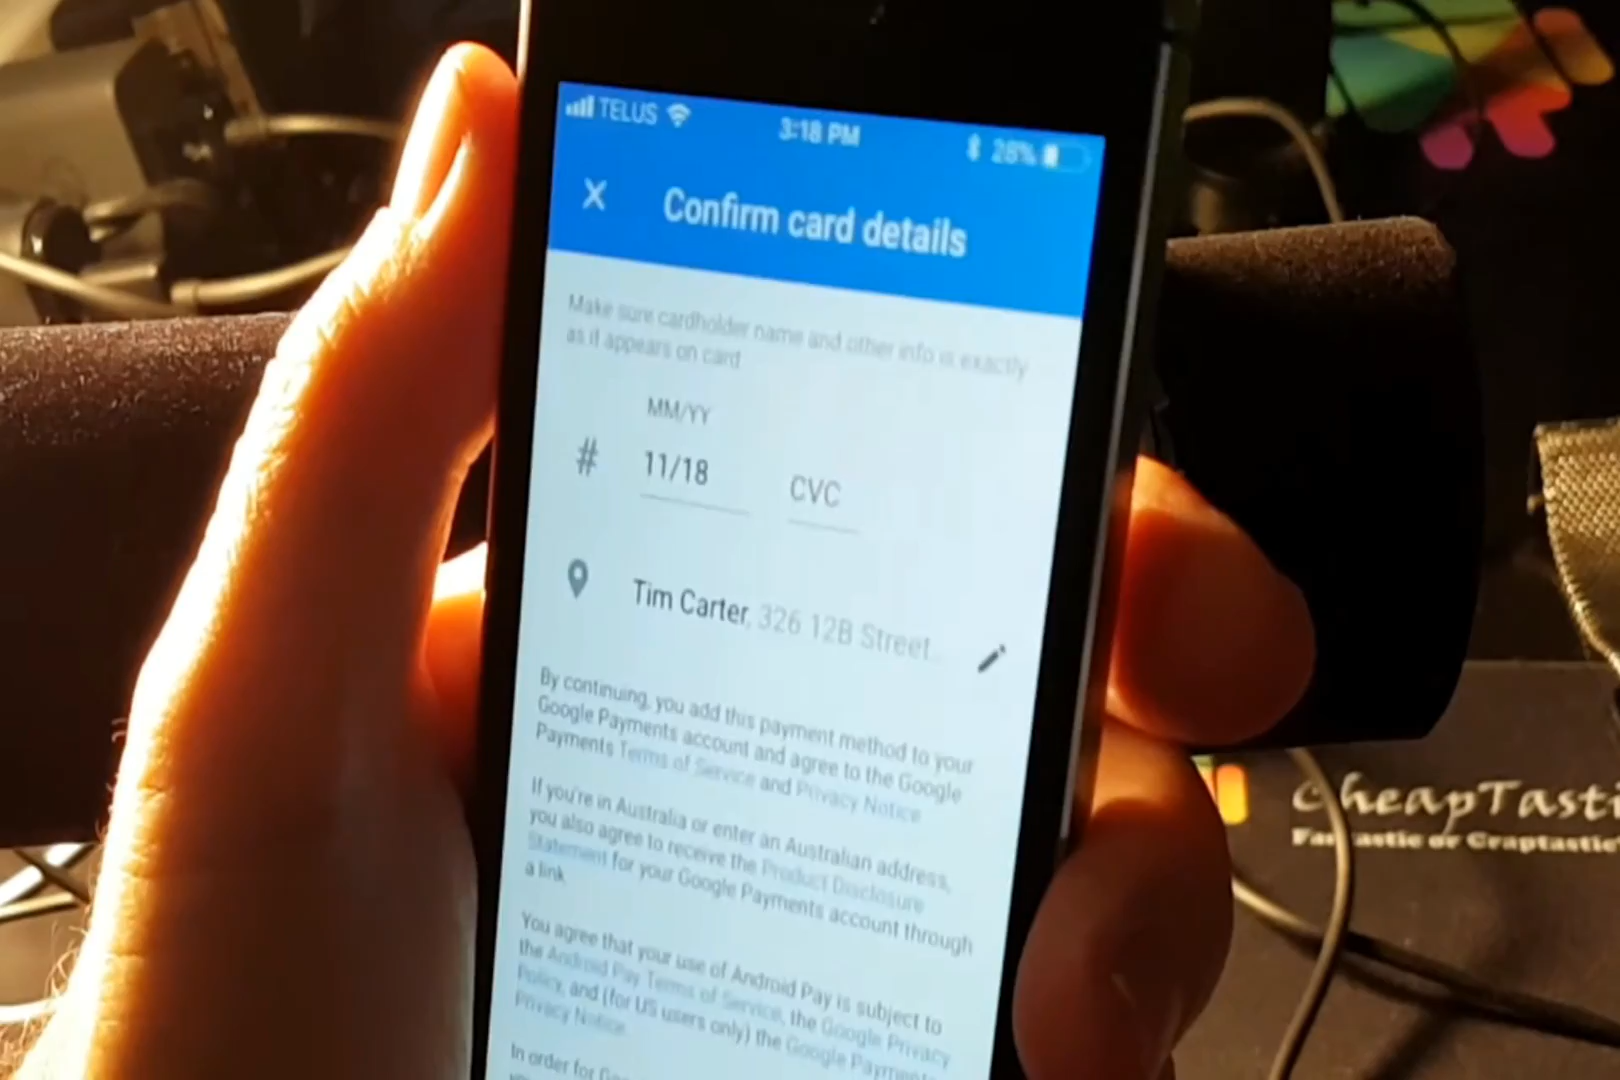 TELUS
3:18 PM
28%
X
Confirm card details
Make sure cardholder name and other info is exactly
as it appears on card
MM/YY
#
11/18
CVC
Tim Carter, 326 12B Street...
By continuing, you add this payment method to your
Google Payments account and agree to the Google
Payments Terms of Service and Privacy Notice
If you're in Australia or enter an Australian address,
you also agree to receive the Product Disclosure
Statement for your Google Payments account through
a link
You agree that your use of Android Pay is subject to
the Android Pay Terms of Service, the Google Privacy
Policy, and (for US users only) the Google Payments
Privacy Notice
In order for
CheapTast
Fantastic or Craptastic